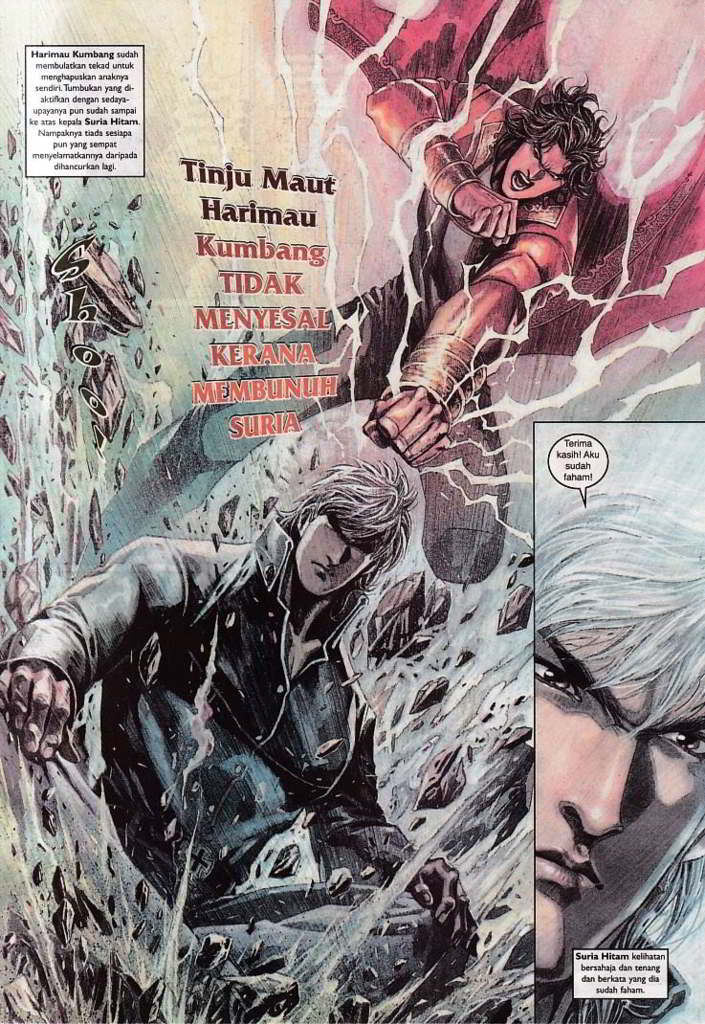 Harimau Kumbang sudah
membulatkan tekad untuk
menghapuskan anaknya
sendiri. Tumbukan yang di-
aktifkan dengan sedaya-
upayanya pun sudah sampai
ke atas kepala Suria Hitam.
Nampaknya tiada sesiapa
pun yang sempat
menyelamatkannya daripada
dihancurkan lagi.
Tinju Maut
Harimau
Kumbang
TIDAK
MENYESAL
KERANA
MEMBUNUH
SURIA
Terima
kasih! Aku
sudah
faham!
Suria Hitam kelihatan
bersahaja dan tenang
dan berkata yang dia
sudah faham.